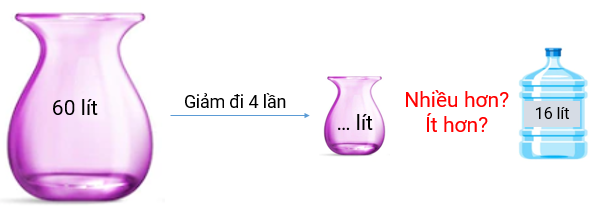 60 lít
Giảm đi 4 lần
... lít
Nhiều hơn?
Ít hơn?
16 lít